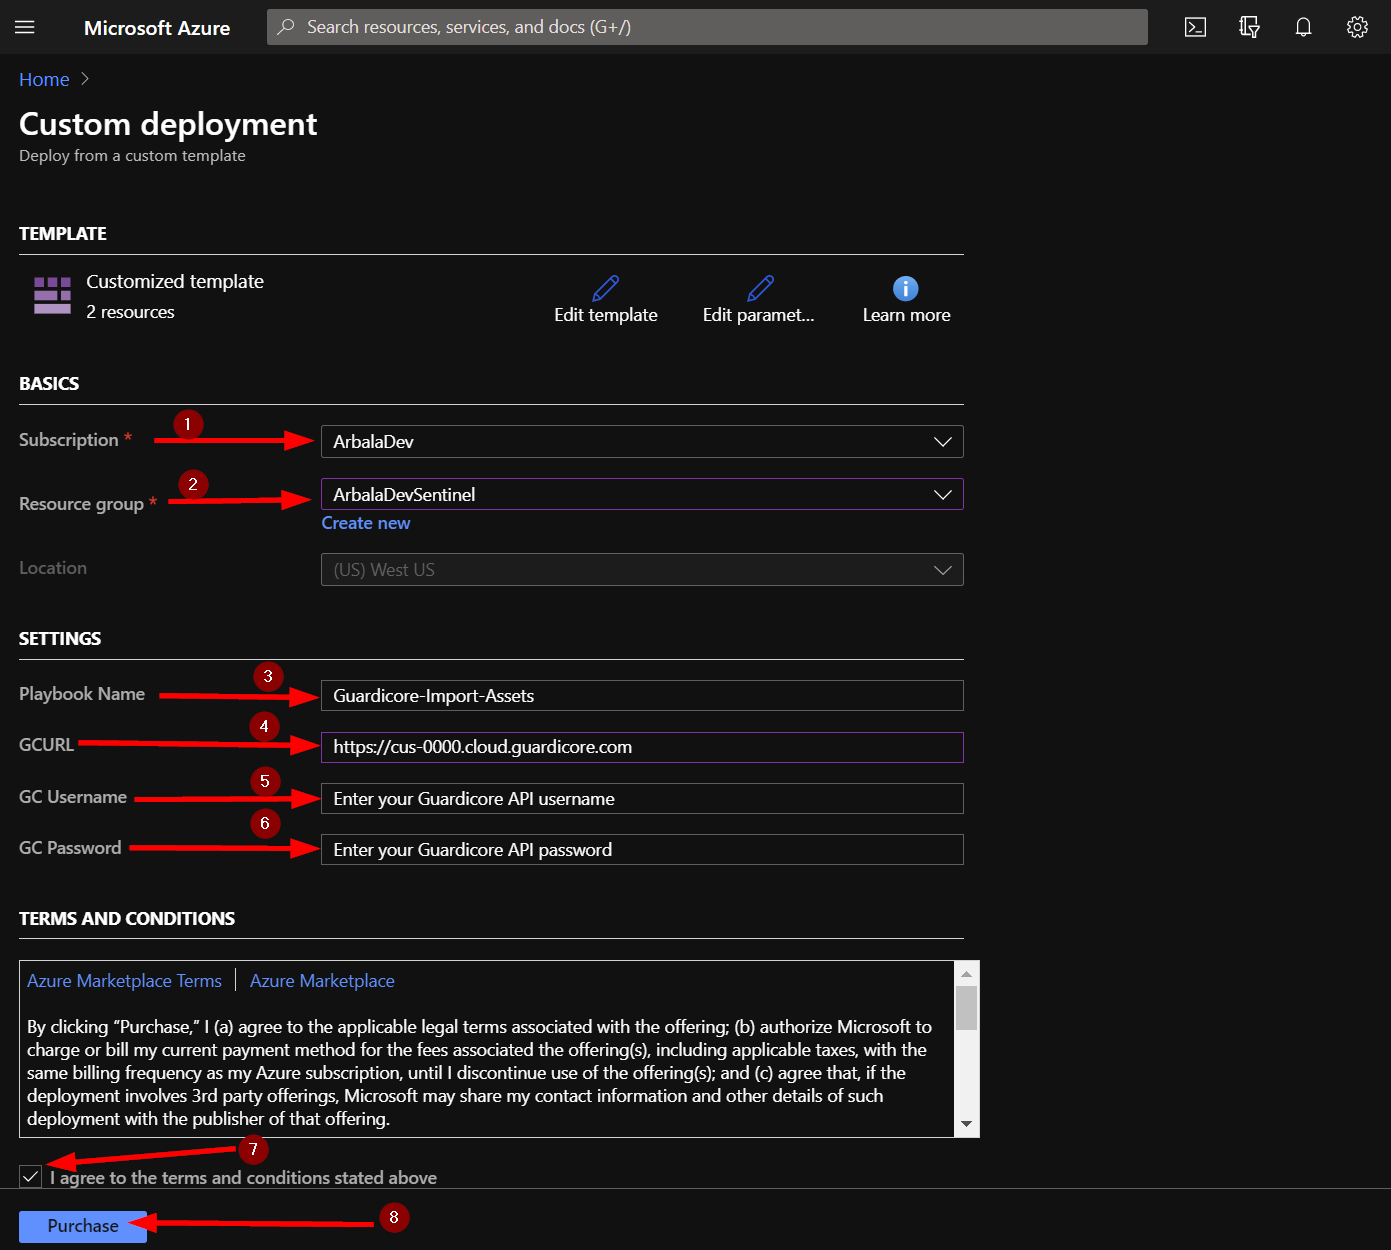 Microsoft Azure
Search resources, services, and docs (G+/)
Home
Custom deployment
Deploy from a custom template
TEMPLATE
Customized template
2 resources
Edit template
Edit paramet...
Learn more
BASICS
1
Subscription *
ArbalaDev
2
Resource group *
ArbalaDevSentinel
Create new
Location
(US) West US
SETTINGS
3
Playbook Name
Guardicore-Import-Assets
4
GCURL
https://cus-0000.cloud.guardicore.com
5
GC Username
Enter your Guardicore API username
6
GC Password
Enter your Guardicore API password
TERMS AND CONDITIONS
Azure Marketplace Terms | Azure Marketplace
By clicking “Purchase,” I (a) agree to the applicable legal terms associated with the offering; (b) authorize Microsoft to
charge or bill my current payment method for the fees associated the offering(s), including applicable taxes, with the
same billing frequency as my Azure subscription, until I discontinue use of the offering(s); and (c) agree that, if the
deployment involves 3rd party offerings, Microsoft may share my contact information and other details of such
deployment with the publisher of that offering.
7
I agree to the terms and conditions stated above
Purchase
8